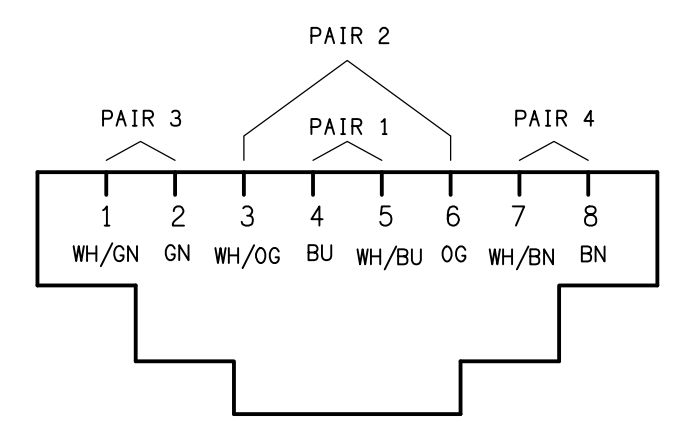 PAIR 2
PAIR 3 PAIR 1 PAIR 4
1 2 3 4 5 6 7 8
WH/GN GN WH/OG BU WH/BU OG WH/BN BN